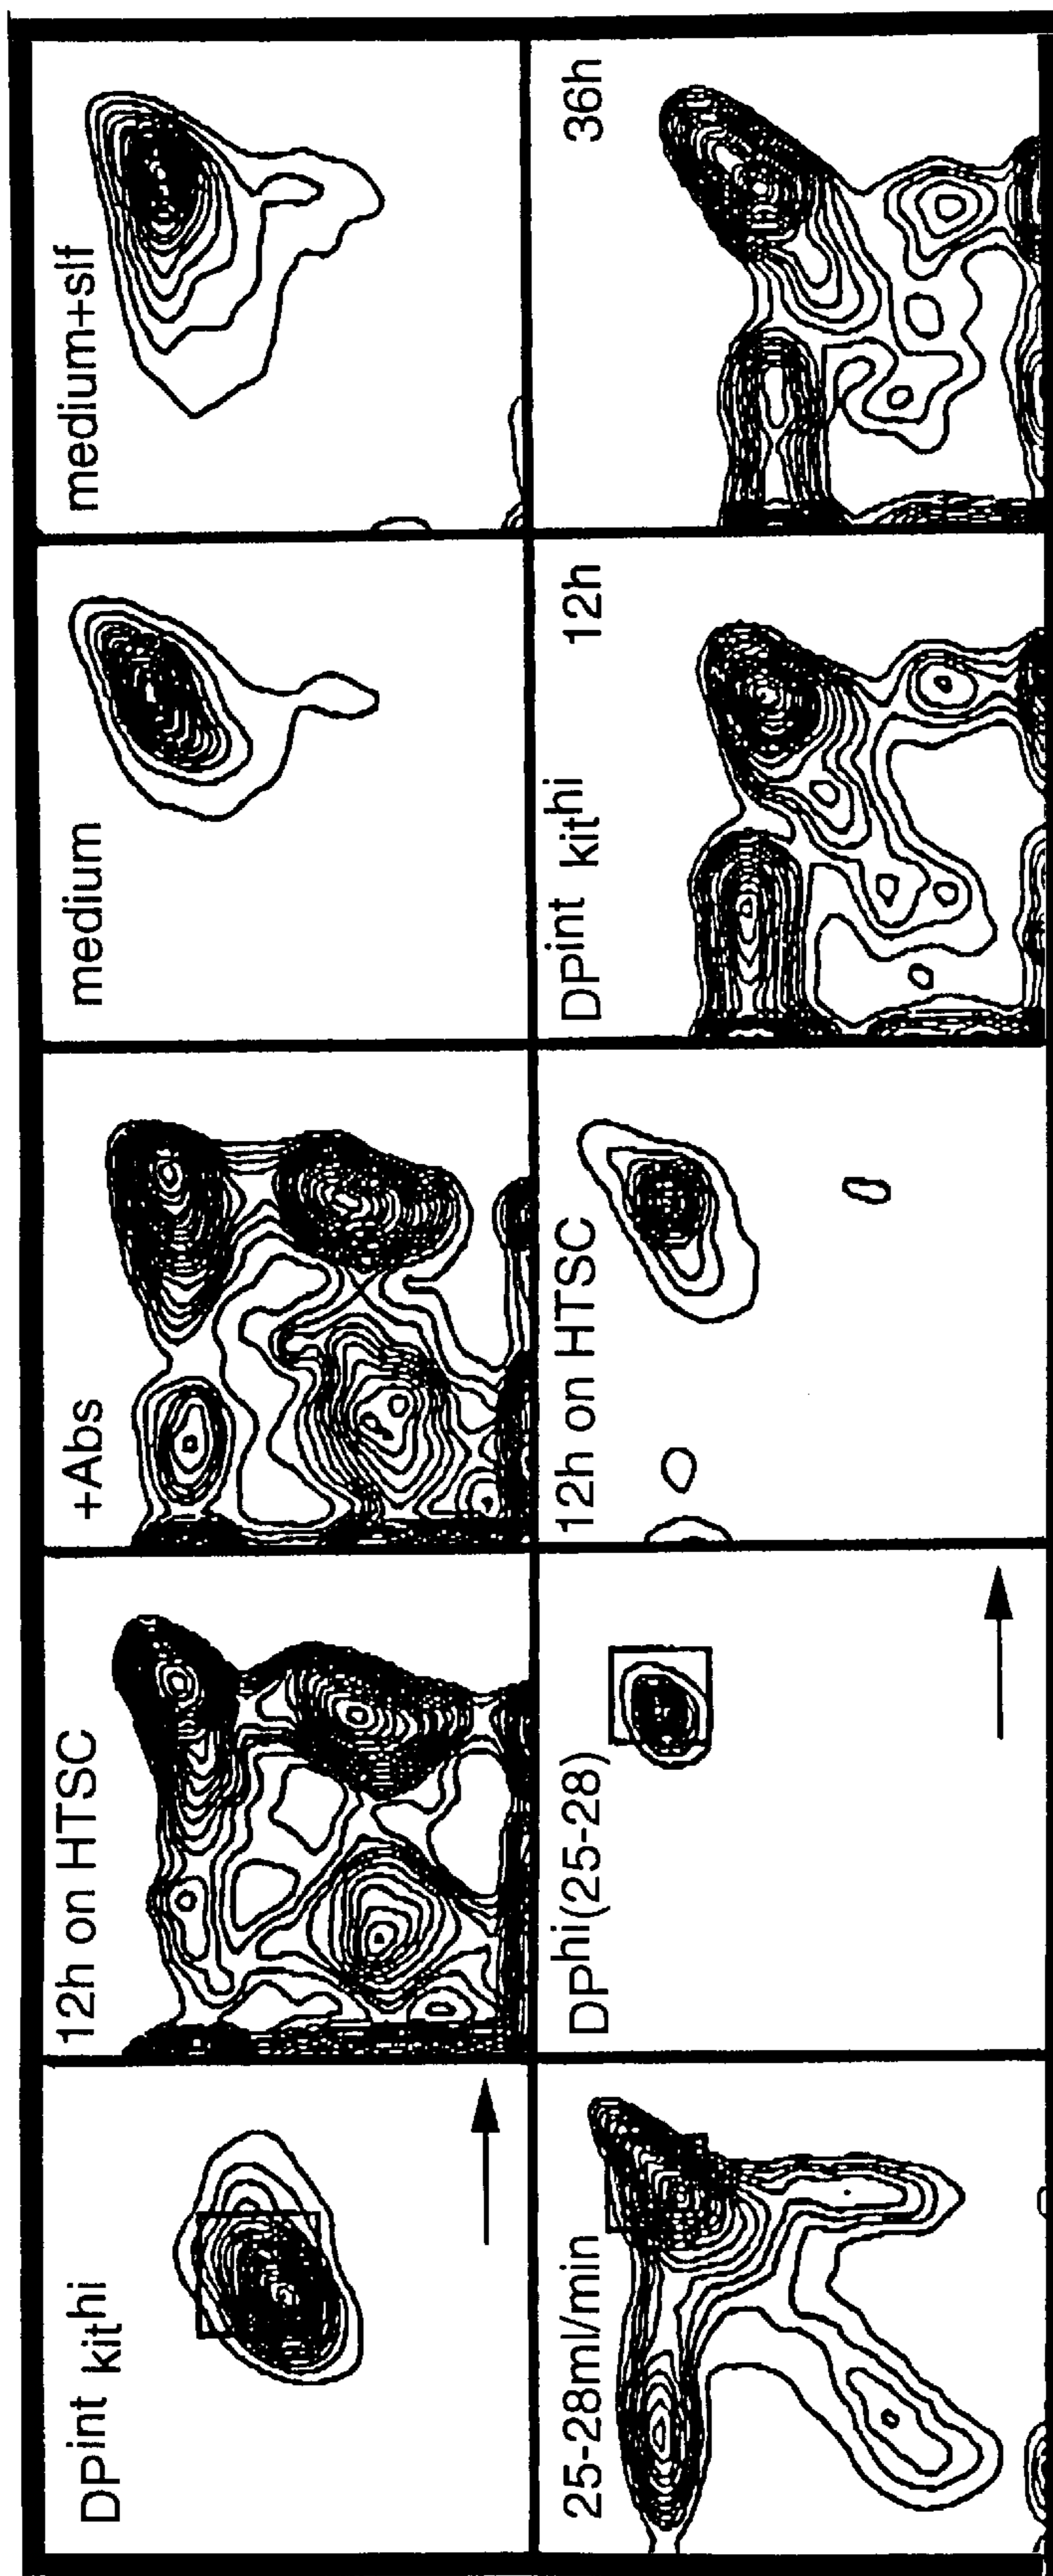 DPint kithi
12h on HTSC
+Abs
medium
medium+slf
25-28ml/min
DPhi(25-28)
12h on HTSC
DPint kithi 12h
36h